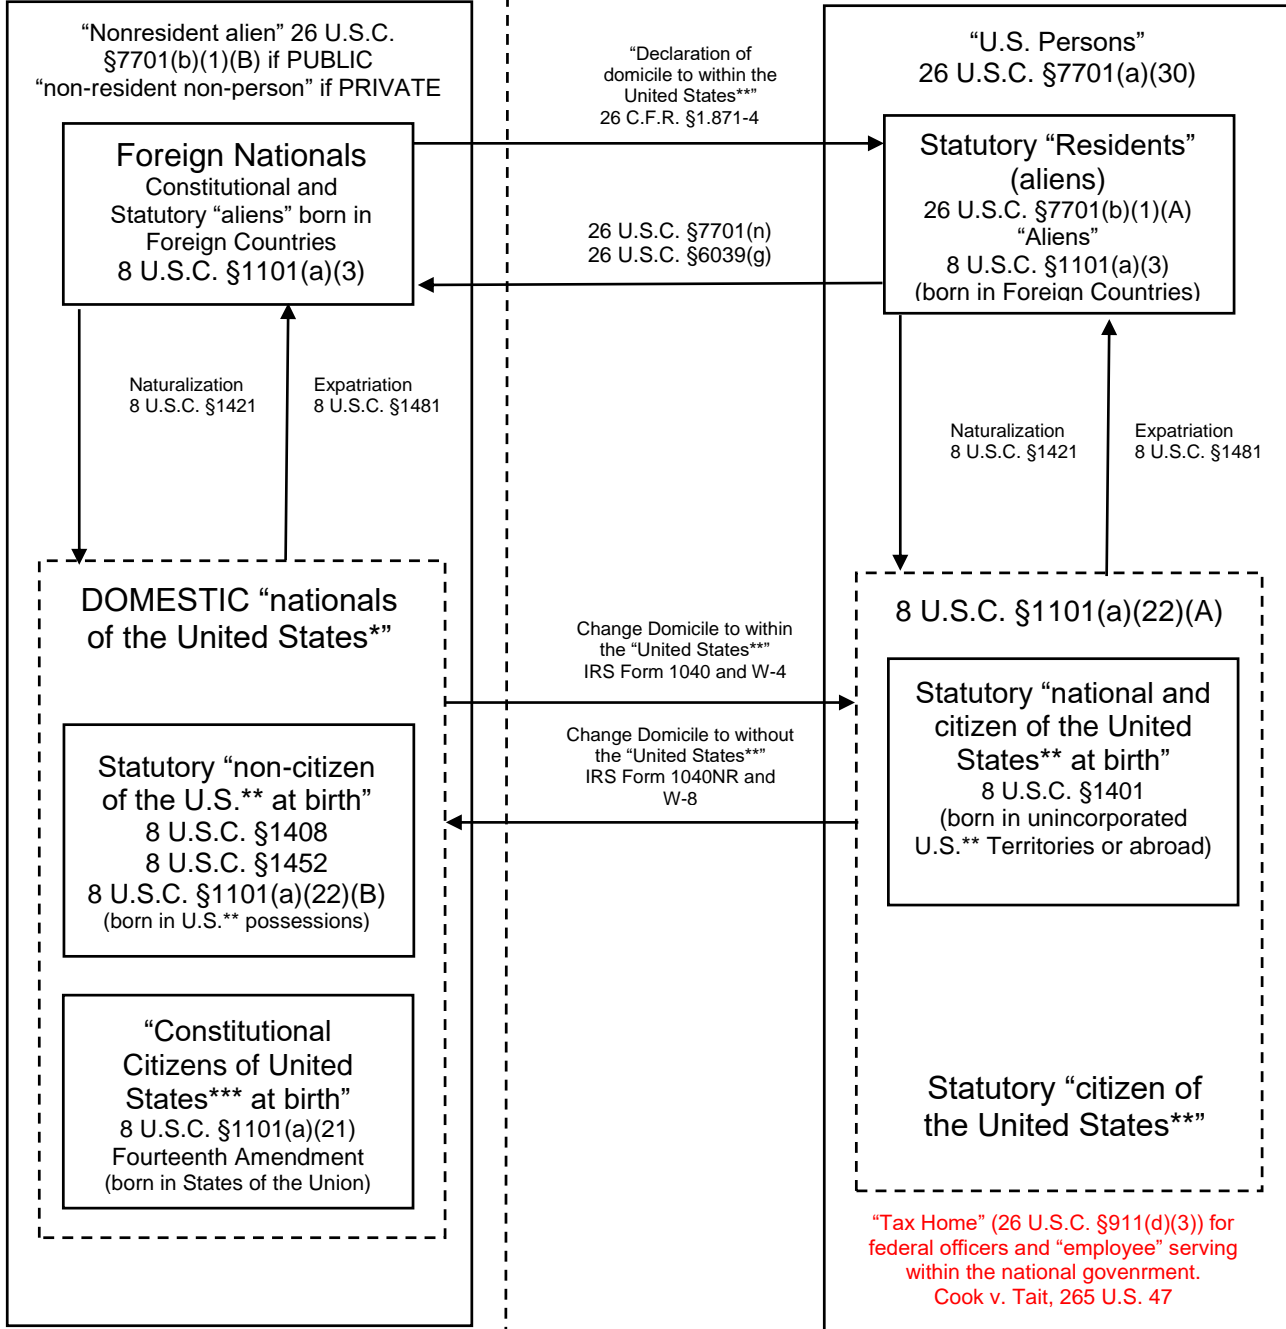 “Nonresident alien” 26 U.S.C.
§7701(b)(1)(B) if PUBLIC
“non-resident non-person” if PRIVATE
Foreign Nationals
Constitutional and
Statutory “aliens” born in
Foreign Countries
8 U.S.C. §1101(a)(3)
Naturalization
8 U.S.C. §1421
Expatriation
8 U.S.C. §1481
DOMESTIC “nationals
of the United States*”
Statutory “non-citizen
of the U.S.** at birth”
8 U.S.C. §1408
8 U.S.C. §1452
8 U.S.C. §1101(a)(22)(B)
(born in U.S.** possessions)
“Constitutional
Citizens of United
States*** at birth”
8 U.S.C. §1101(a)(21)
Fourteenth Amendment
(born in States of the Union)
“Declaration of
domicile to within the
United States**”
26 C.F.R. §1.871-4
26 U.S.C. §7701(n)
26 U.S.C. §6039(g)
Change Domicile to within
the “United States**”
IRS Form 1040 and W-4
Change Domicile to without
the “United States**”
IRS Form 1040NR and
W-8
“U.S. Persons”
26 U.S.C. §7701(a)(30)
Statutory “Residents”
(aliens)
26 U.S.C. §7701(b)(1)(A)
“Aliens”
8 U.S.C. §1101(a)(3)
(born in Foreign Countries)
Naturalization
8 U.S.C. §1421
Expatriation
8 U.S.C. §1481
8 U.S.C. §1101(a)(22)(A)
Statutory “national and
citizen of the United
States** at birth”
8 U.S.C. §1401
(born in unincorporated
U.S.** Territories or abroad)
Statutory “citizen of
the United States**”
“Tax Home” (26 U.S.C. §911(d)(3)) for
federal officers and “employee” serving
within the national govenrment.
Cook v. Tait, 265 U.S. 47